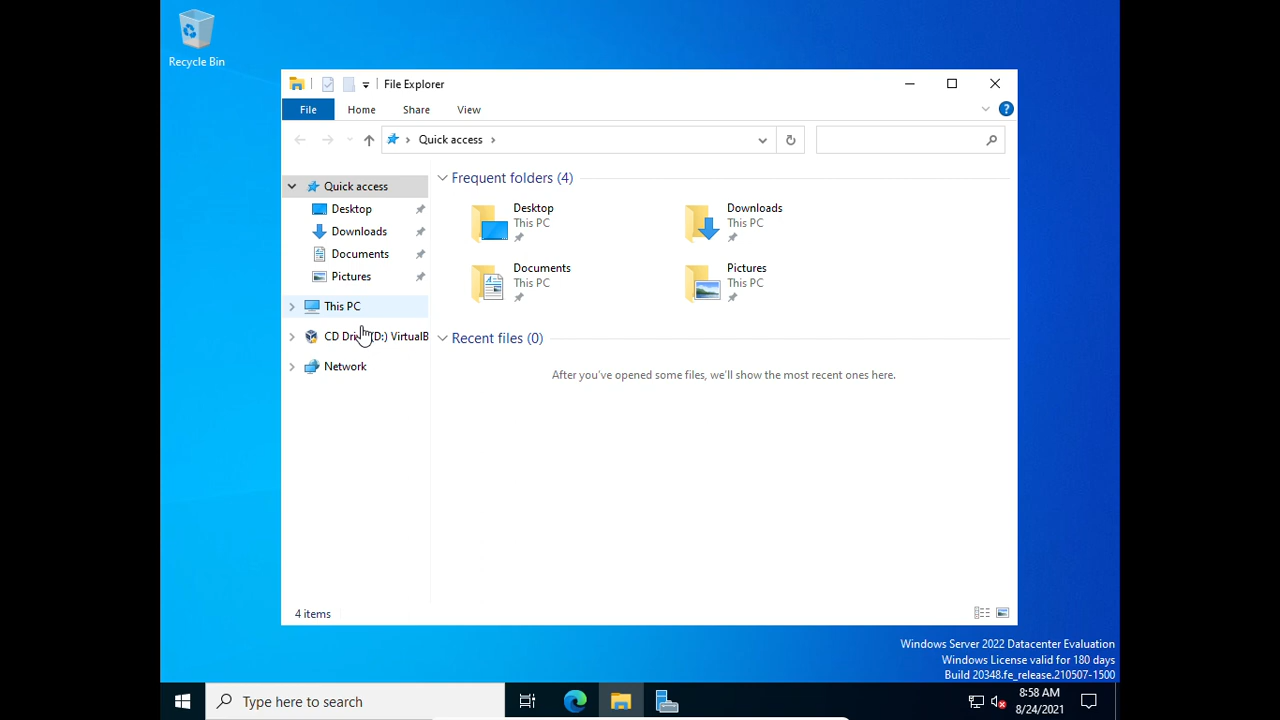 Recycle Bin
File Explorer
File
Home
Share
View
Quick access
Quick access
Desktop
Downloads
Documents
Pictures
This PC
CD Drive (D:) VirtualB
Network
Frequent folders (4)
Desktop
This PC
Downloads
This PC
Documents
This PC
Pictures
This PC
Recent files (0)
After you've opened some files, we'll show the most recent ones here.
4 items
Windows Server 2022 Datacenter Evaluation
Windows License valid for 180 days
Build 20348.fe_release.210507-1500
Type here to search
8:58 AM
8/24/2021